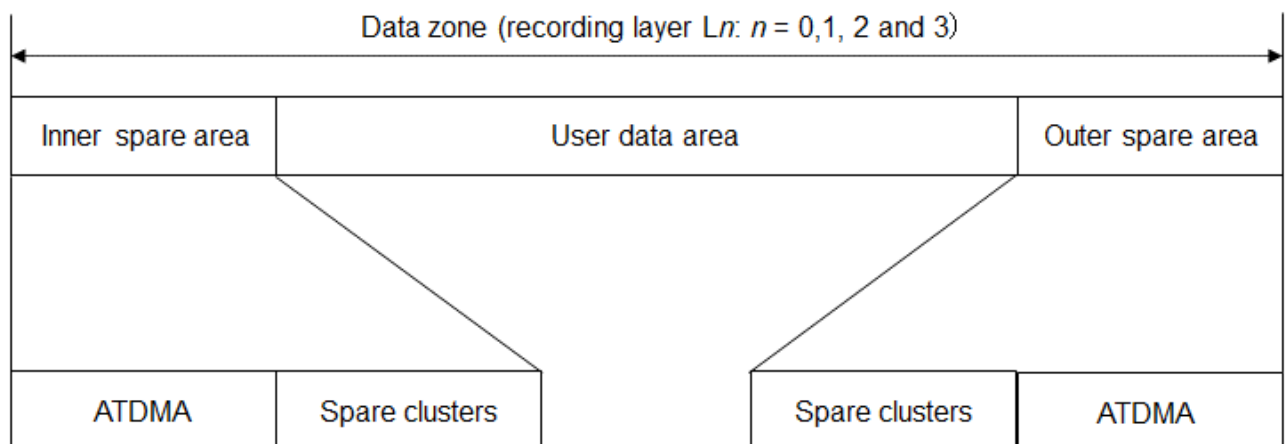 Data zone (recording layer Ln: n = 0,1, 2 and 3）
Inner spare area
User data area
Outer spare area
ATDMA
Spare clusters
Spare clusters
ATDMA